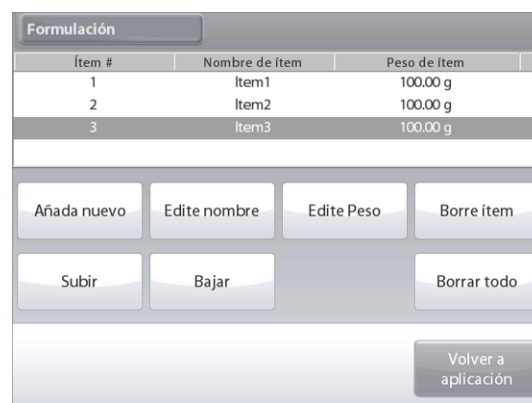 Formulación
Ítem # Nombre de ítem Peso de ítem
1 Item1 100.00 g
2 Item2 100.00 g
3 Item3 100.00 g
Añada nuevo Edite nombre Edite Peso Borre ítem
Subir Bajar Borrar todo
Volver a
aplicación